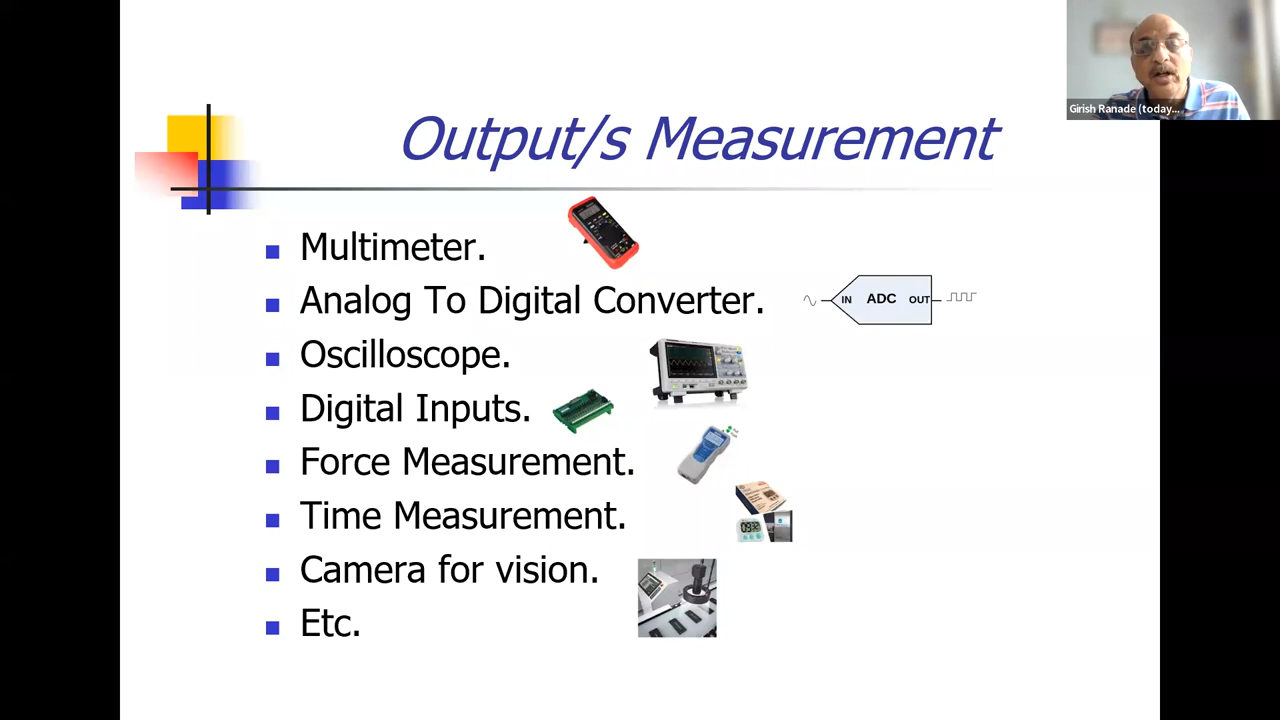 Output/s Measurement
Girish Ranade (today...
Multimeter.
Analog To Digital Converter.
IN ADC OUT
Oscilloscope.
Digital Inputs.
Force Measurement.
Time Measurement.
Camera for vision.
Etc.